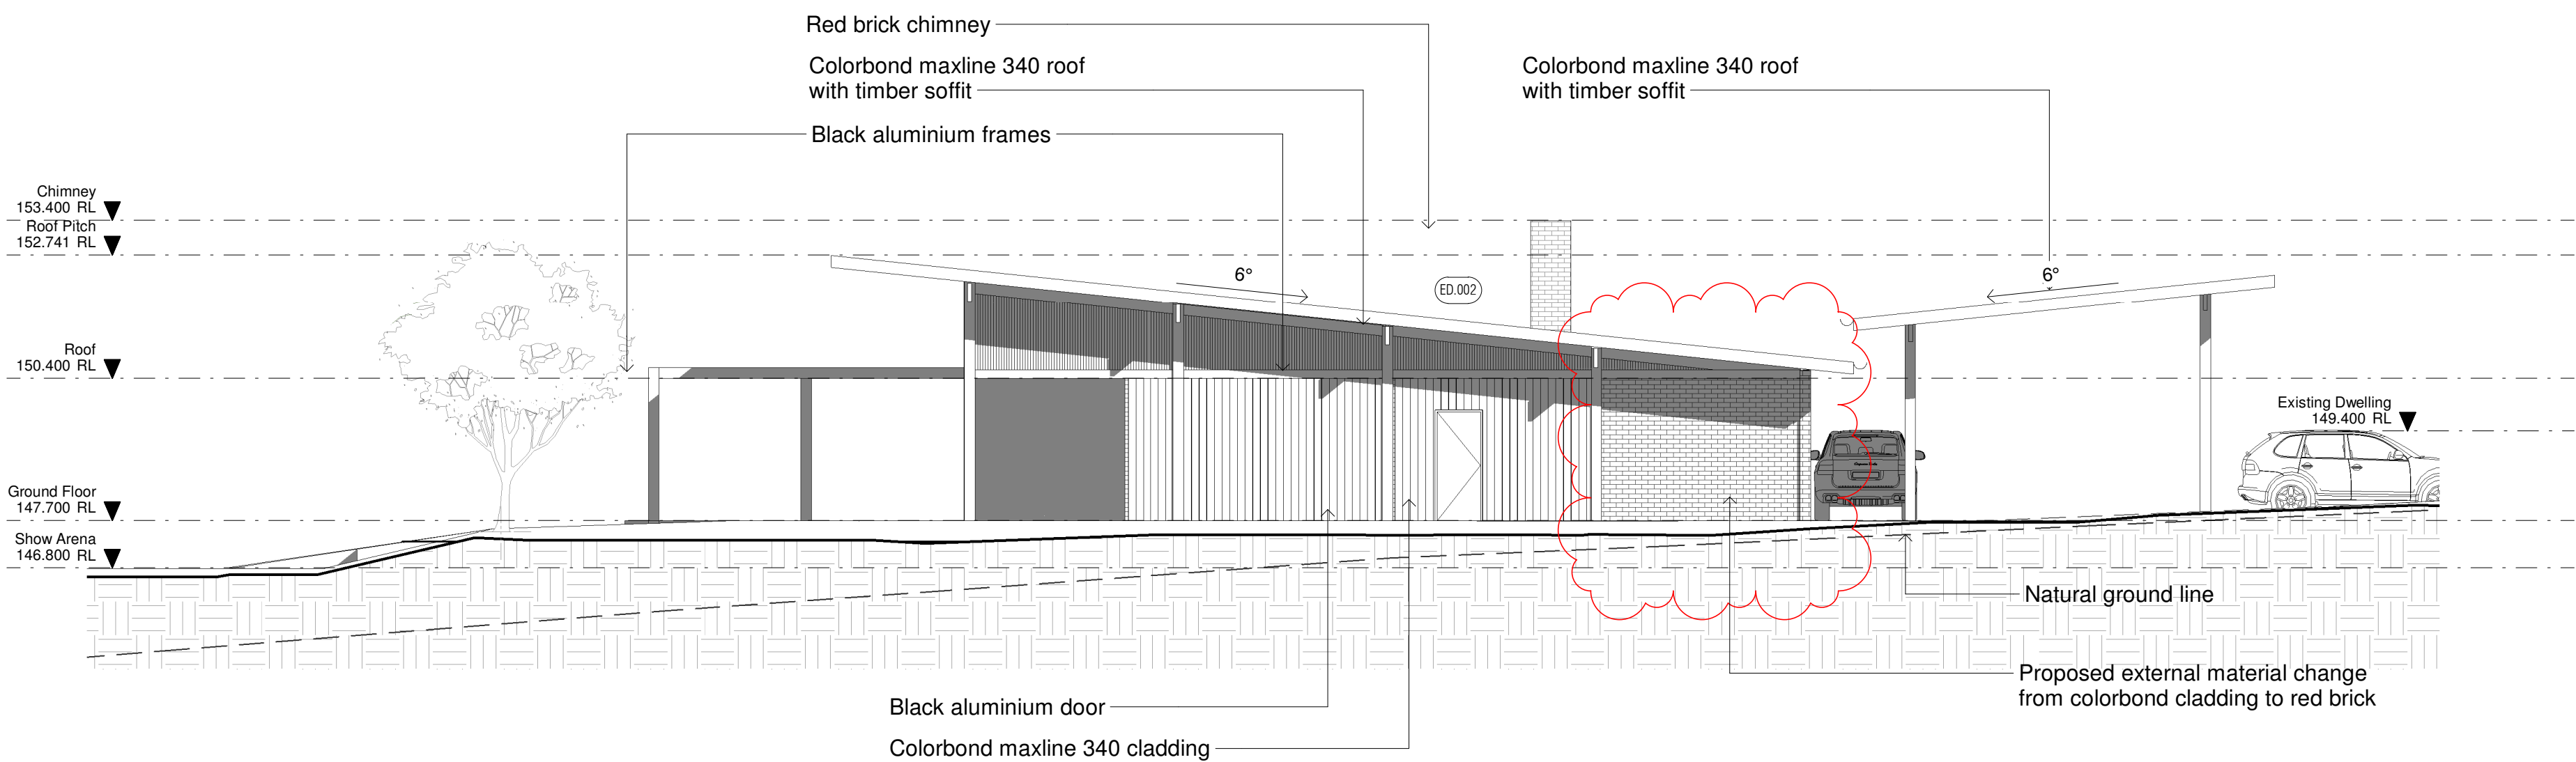 Red brick chimney
Colorbond maxline 340 roof
with timber soffit
Colorbond maxline 340 roof
with timber soffit
Black aluminium frames
Chimney
153.400 RL
Roof Pitch
152.741 RL
6°
6°
ED.002
Roof
150.400 RL
Existing Dwelling
149.400 RL
Ground Floor
147.700 RL
Show Arena
146.800 RL
Natural ground line
Proposed external material change
from colorbond cladding to red brick
Black aluminium door
Colorbond maxline 340 cladding